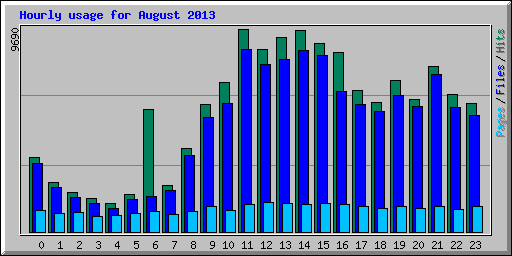 Hourly usage for August 2013
9690
Pages / Files / Hits
0 1 2 3 4 5 6 7 8 9 10 11 12 13 14 15 16 17 18 19 20 21 22 23